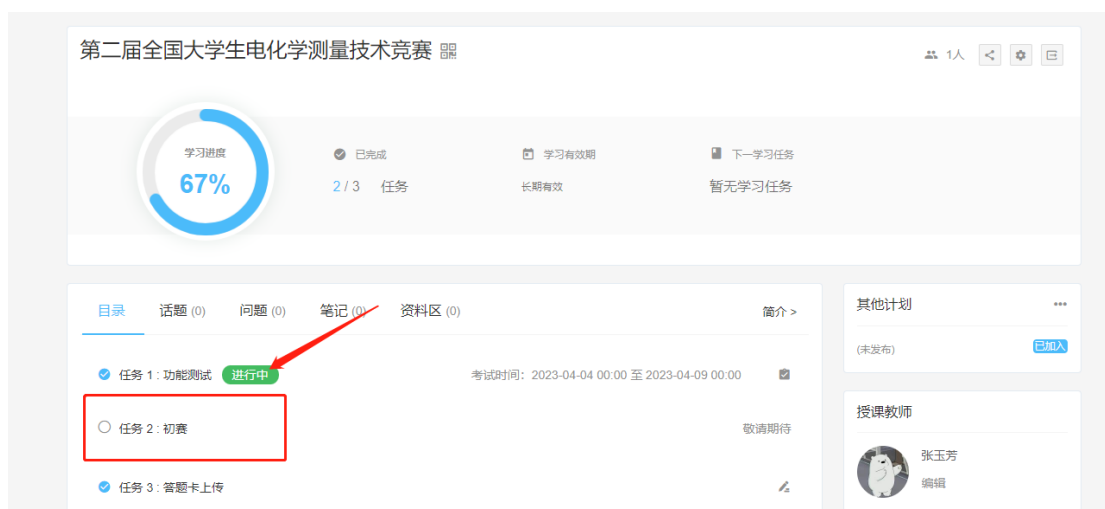 第二届全国大学生电化学测量技术竞赛
1人
学习进度
67%
已完成
2 / 3 任务
学习有效期
长期有效
下一学习任务
暂无学习任务
目录 话题 (0) 问题 (0) 笔记 (0) 资料区 (0) 简介 >
任务 1 : 功能测试 进行中 考试时间：2023-04-04 00:00 至 2023-04-09 00:00
任务 2 : 初赛 敬请期待
任务 3 : 答题卡上传
其他计划
(未发布) 已加入
授课教师
张玉芳
编辑